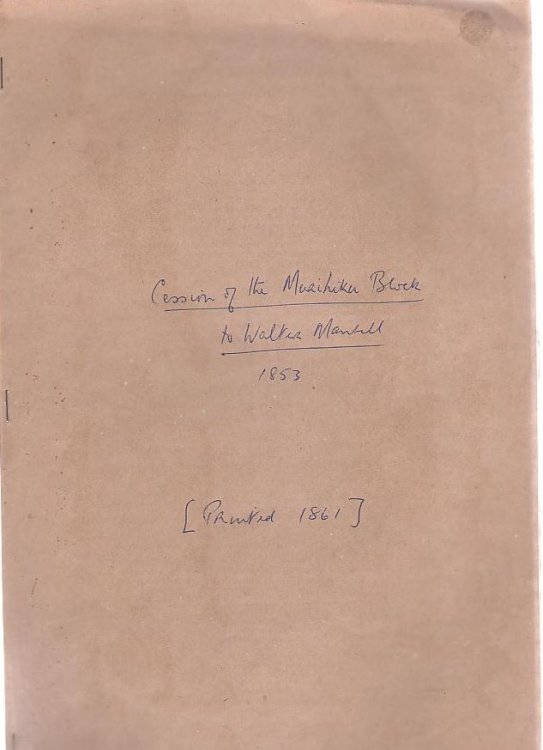 Cession of the Murihiku Block
to Walter Mantell
1853
[Printed 1861]